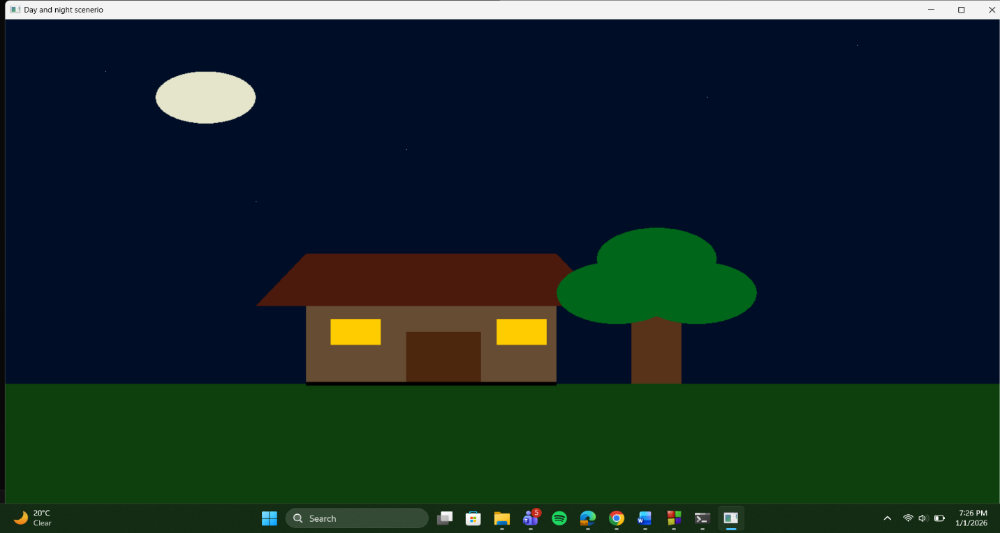 Day and night scenerio
20°C
Clear
Search
5
7:26 PM
1/1/2026